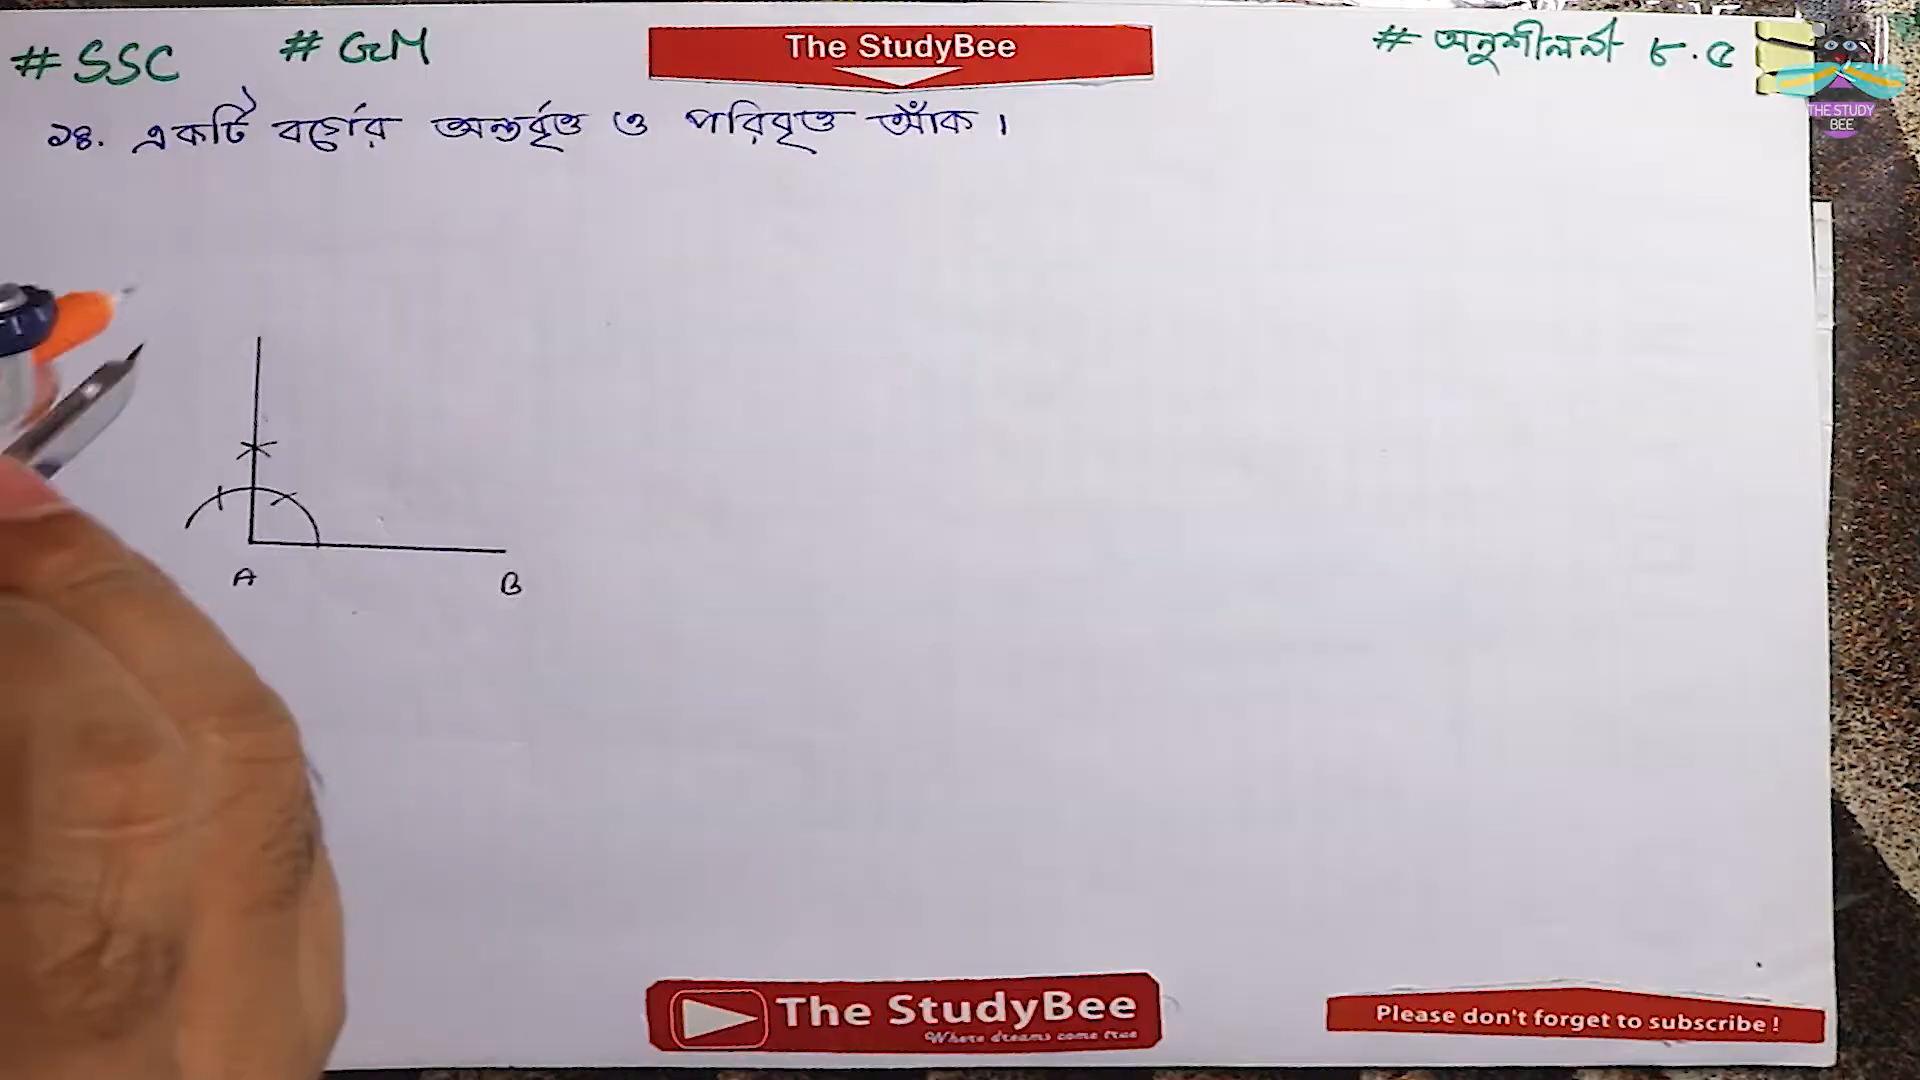 # SSC # GM The StudyBee # অনুশীলনী ৮.৫
THE STUDY
BEE
১৪. একটি বর্গের অন্তর্বৃত্ত ও পরিবৃত্ত আঁক।
A B
The StudyBee
Where dreams come true
Please don't forget to subscribe !